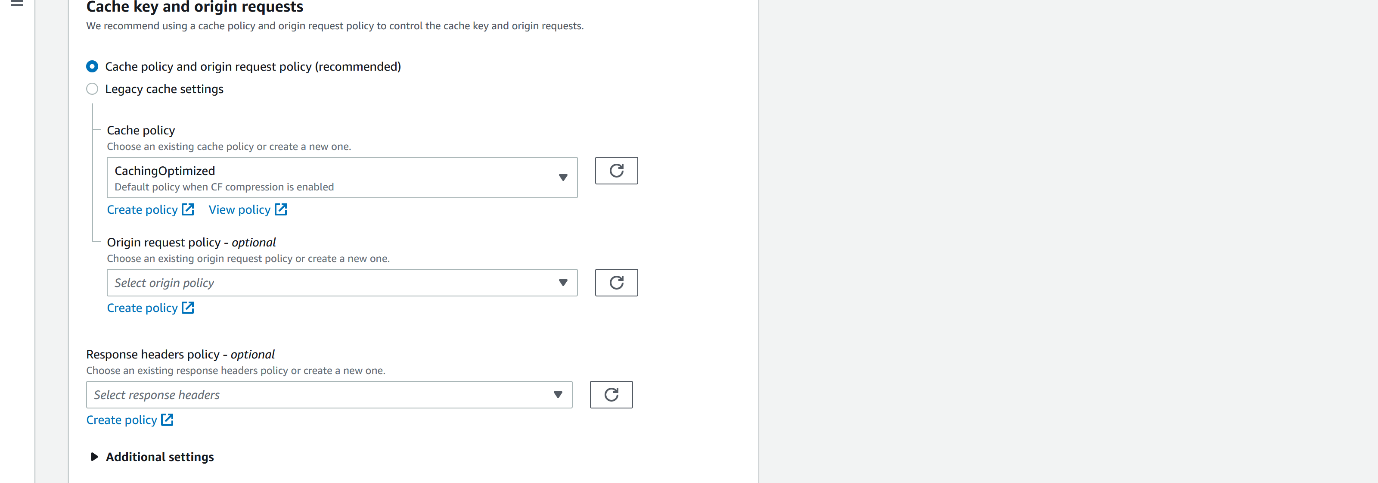 Cache key and origin requests
We recommend using a cache policy and origin request policy to control the cache key and origin requests.
Cache policy and origin request policy (recommended)
Legacy cache settings
Cache policy
Choose an existing cache policy or create a new one.
CachingOptimized
Default policy when CF compression is enabled
Create policy View policy
Origin request policy - optional
Choose an existing origin request policy or create a new one.
Select origin policy
Create policy
Response headers policy - optional
Choose an existing response headers policy or create a new one.
Select response headers
Create policy
Additional settings